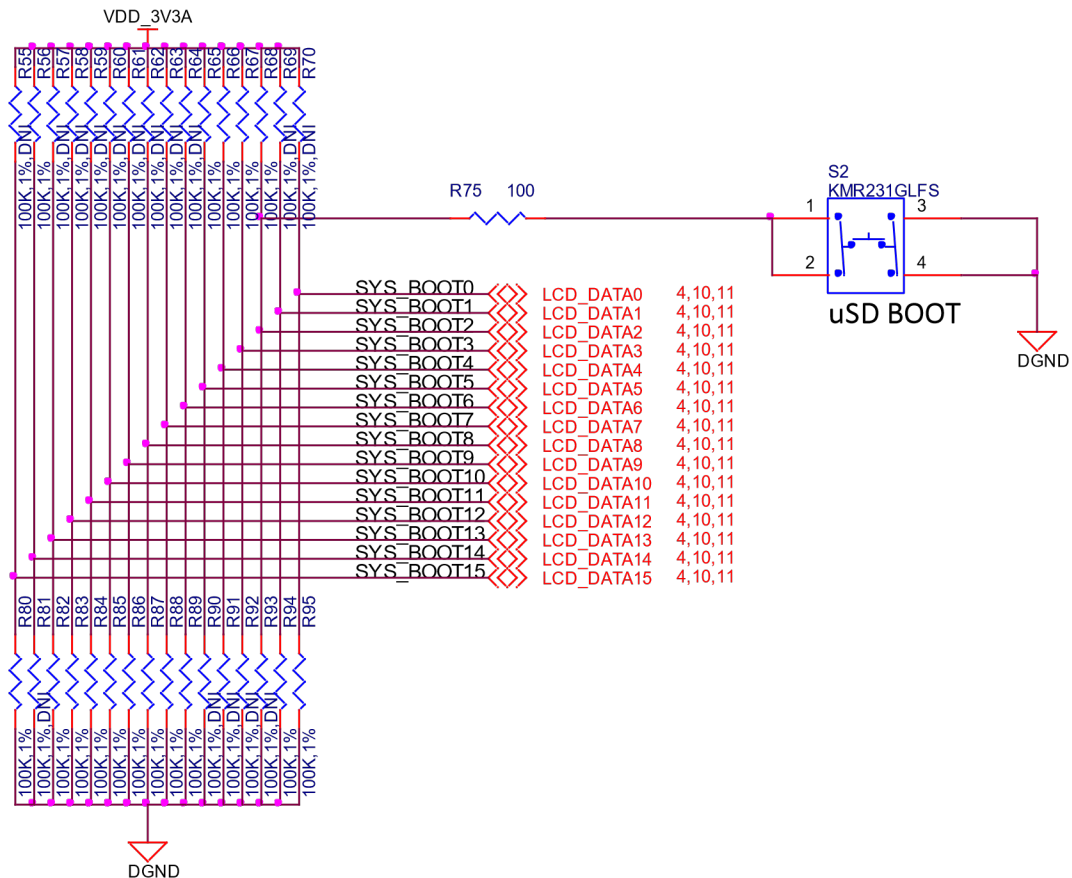 VDD_3V3A
R55
R56
R57
R58
R59
R60
R61
R62
R63
R64
R65
R66
R67
R68
R69
R70
100K,1%,DNI
100K,1%
100K,1%,DNI
100K,1%,DNI
100K,1%,DNI
100K,1%,DNI
100K,1%,DNI
100K,1%,DNI
100K,1%,DNI
100K,1%,DNI
100K,1%
100K,1%
100K,1%
100K,1%
100K,1%,DNI
100K,1%,DNI
R75 100
S2
KMR231GLFS
1 3
2 4
uSD BOOT
DGND
SYS_BOOT0 LCD_DATA0 4,10,11
SYS_BOOT1 LCD_DATA1 4,10,11
SYS_BOOT2 LCD_DATA2 4,10,11
SYS_BOOT3 LCD_DATA3 4,10,11
SYS_BOOT4 LCD_DATA4 4,10,11
SYS_BOOT5 LCD_DATA5 4,10,11
SYS_BOOT6 LCD_DATA6 4,10,11
SYS_BOOT7 LCD_DATA7 4,10,11
SYS_BOOT8 LCD_DATA8 4,10,11
SYS_BOOT9 LCD_DATA9 4,10,11
SYS_BOOT10 LCD_DATA10 4,10,11
SYS_BOOT11 LCD_DATA11 4,10,11
SYS_BOOT12 LCD_DATA12 4,10,11
SYS_BOOT13 LCD_DATA13 4,10,11
SYS_BOOT14 LCD_DATA14 4,10,11
SYS_BOOT15 LCD_DATA15 4,10,11
R80
R81
R82
R83
R84
R85
R86
R87
R88
R89
R90
R91
R92
R93
R94
R95
100K,1%
100K,1%,DNI
100K,1%
100K,1%
100K,1%
100K,1%
100K,1%
100K,1%
100K,1%
100K,1%
100K,1%,DNI
100K,1%,DNI
100K,1%,DNI
100K,1%,DNI
100K,1%
100K,1%
DGND